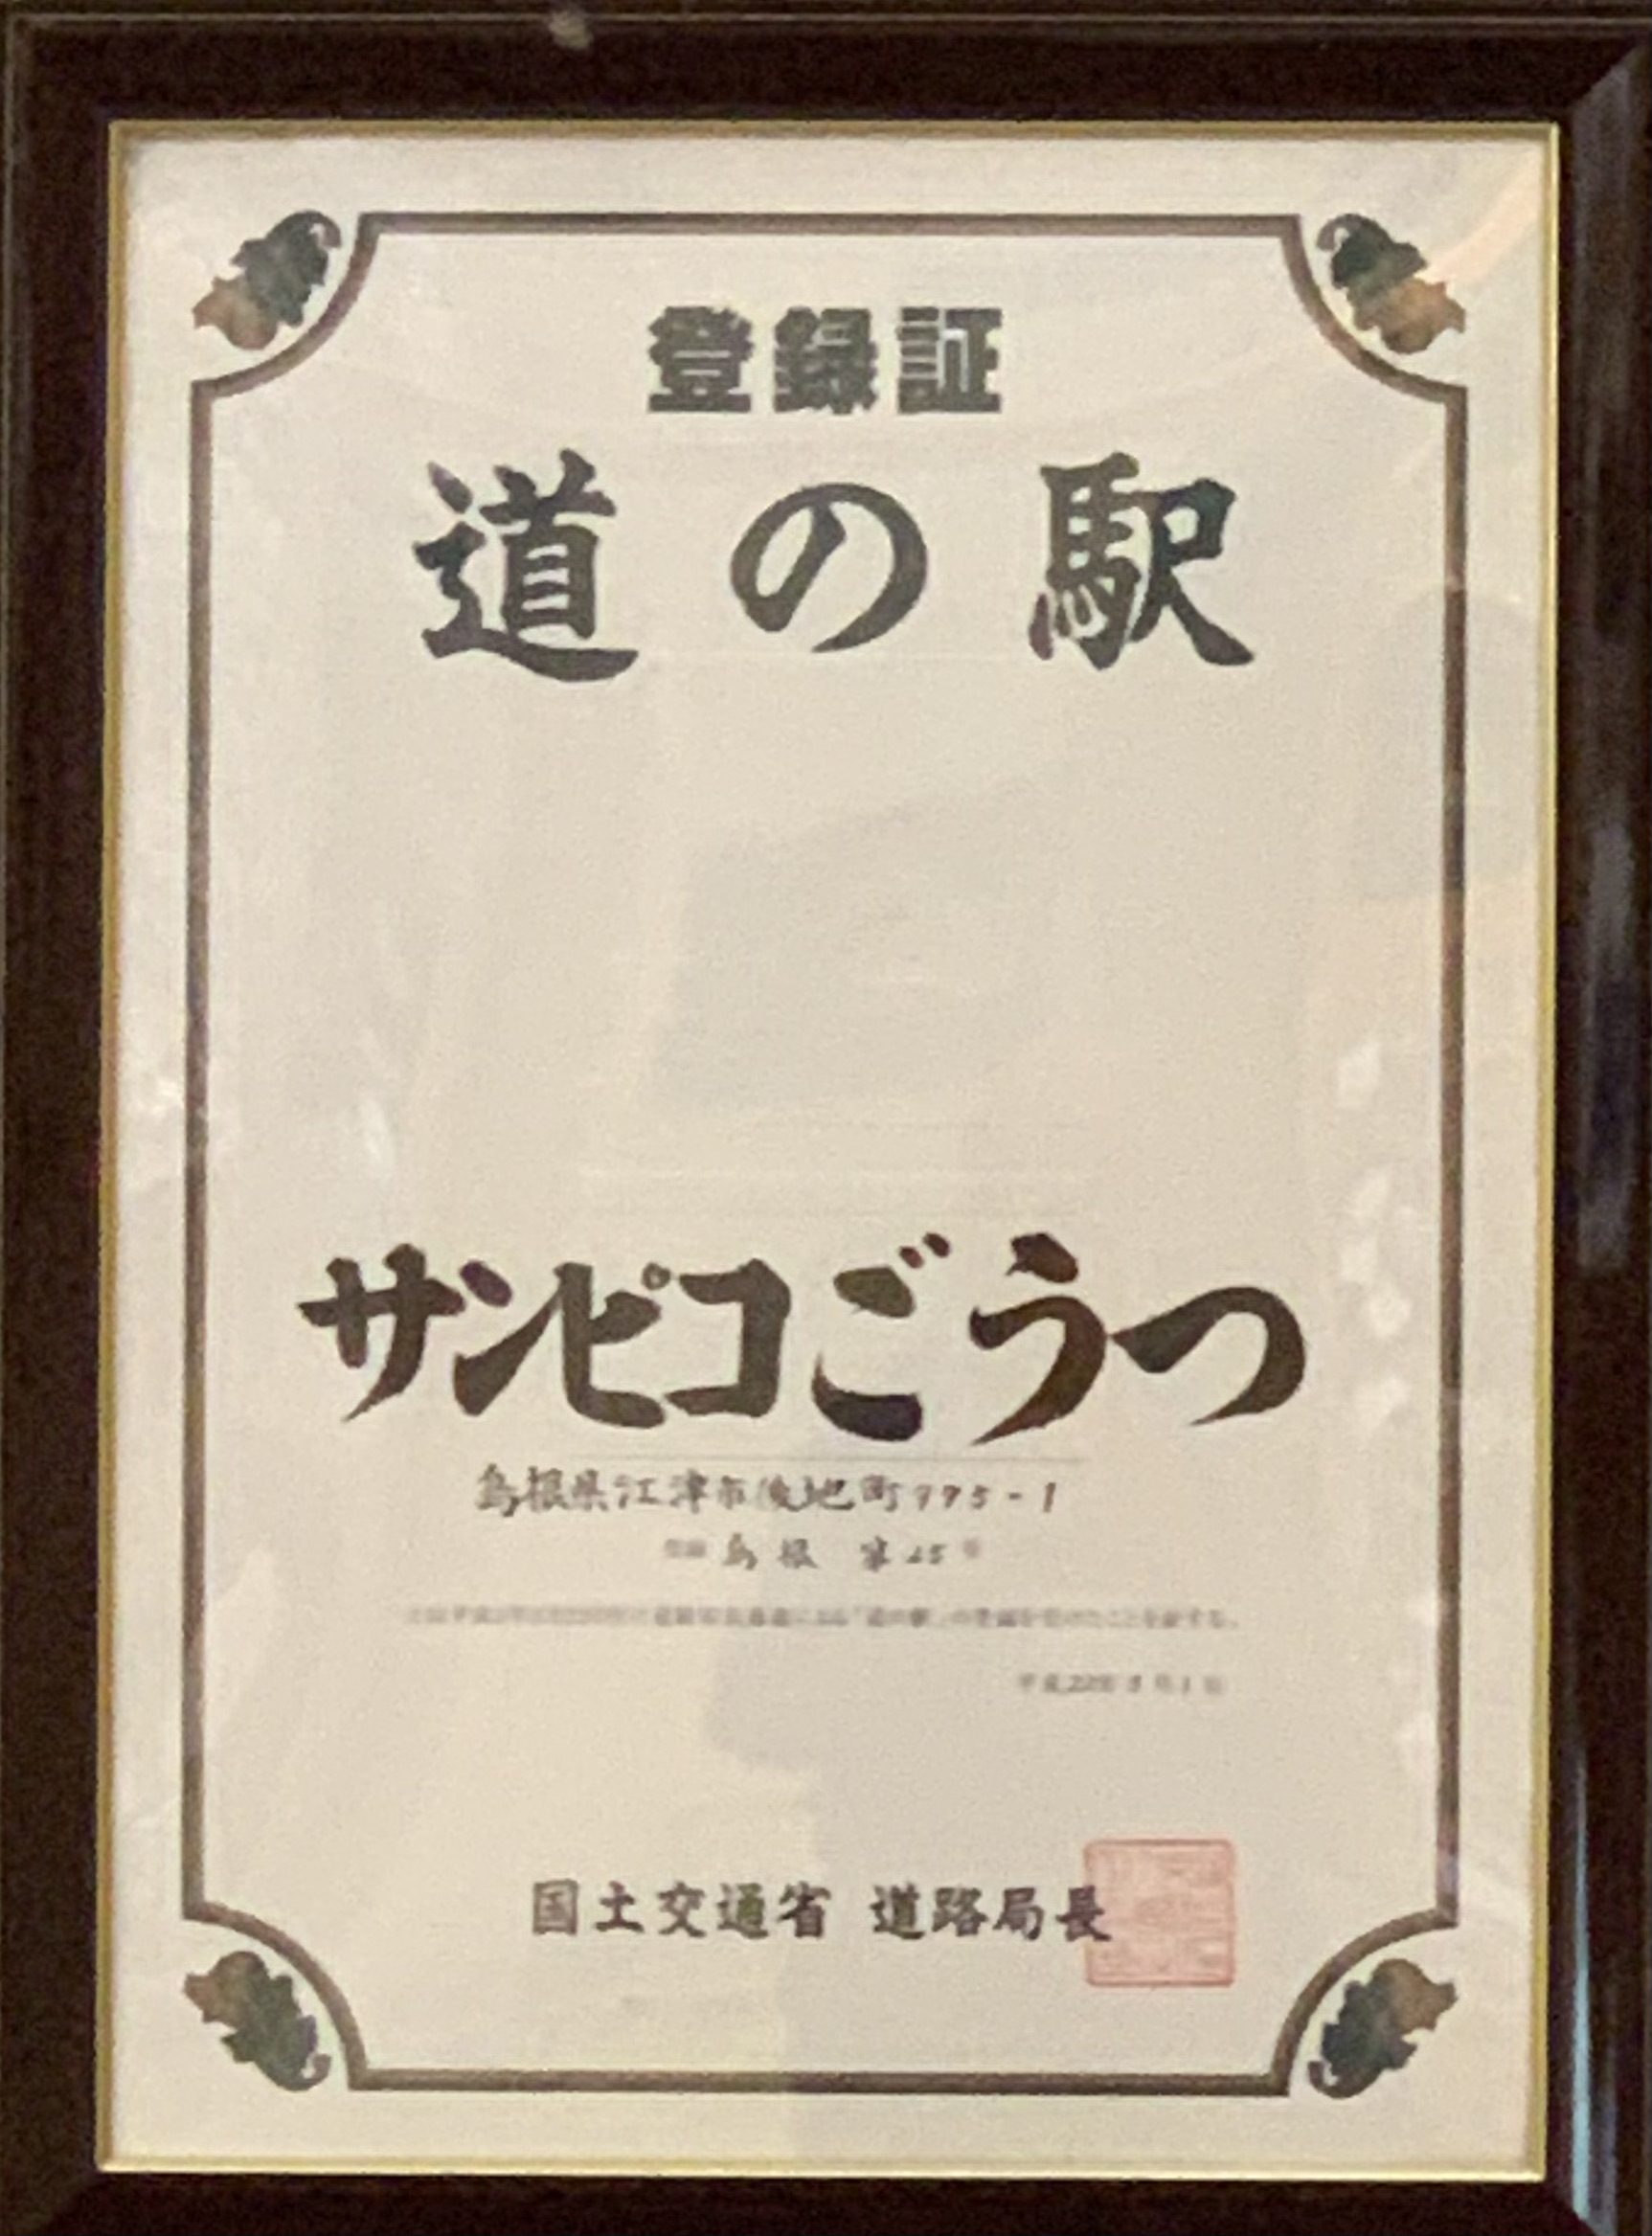 登録証
道の駅
サンピコごうつ
島根県江津市後地町995-1
島根 第25号
国土交通省 道路局長